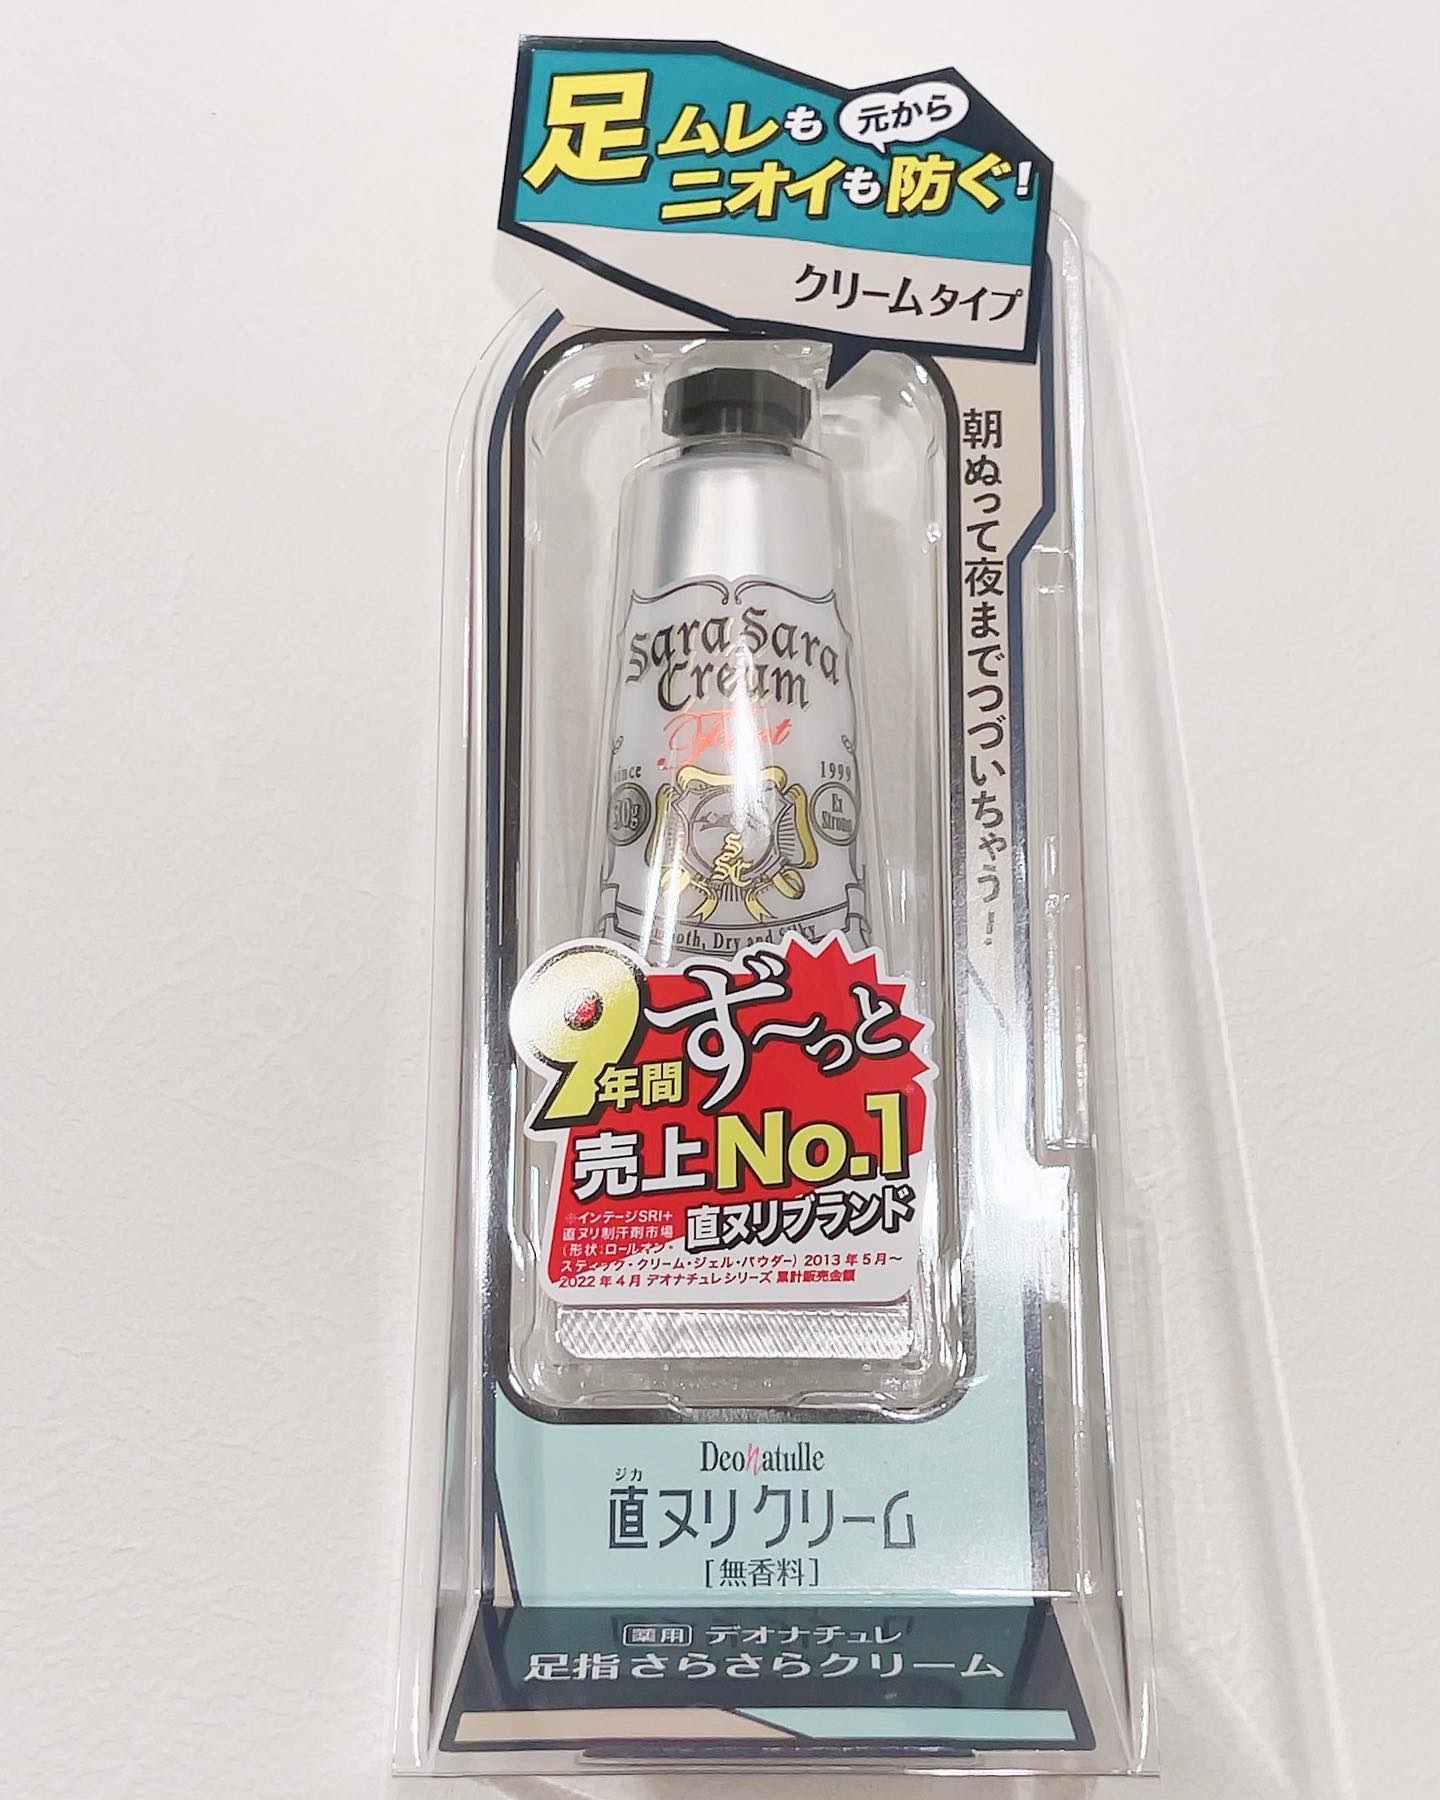 足ムレも
元から
ニオイも防ぐ!
クリームタイプ
朝ぬって夜までつづいちゃう!
Sara Sara
Cream
Foot
since
1999
30g
Ex
Strong
S
SC
Smooth, Dry and Silky
9年間ず〜っと
売上No.1
※インテージSRI+
直ヌリ制汗剤市場
直ヌリブランド
(形状:ロールオン・
スティック・クリーム・ジェル・パウダー) 2013年5月〜
2022年4月 デオナチュレシリーズ 累計販売金額
Deonatulle
ジカ
直ヌリクリーム
[無香料]
薬用 デオナチュレ
足指さらさらクリーム